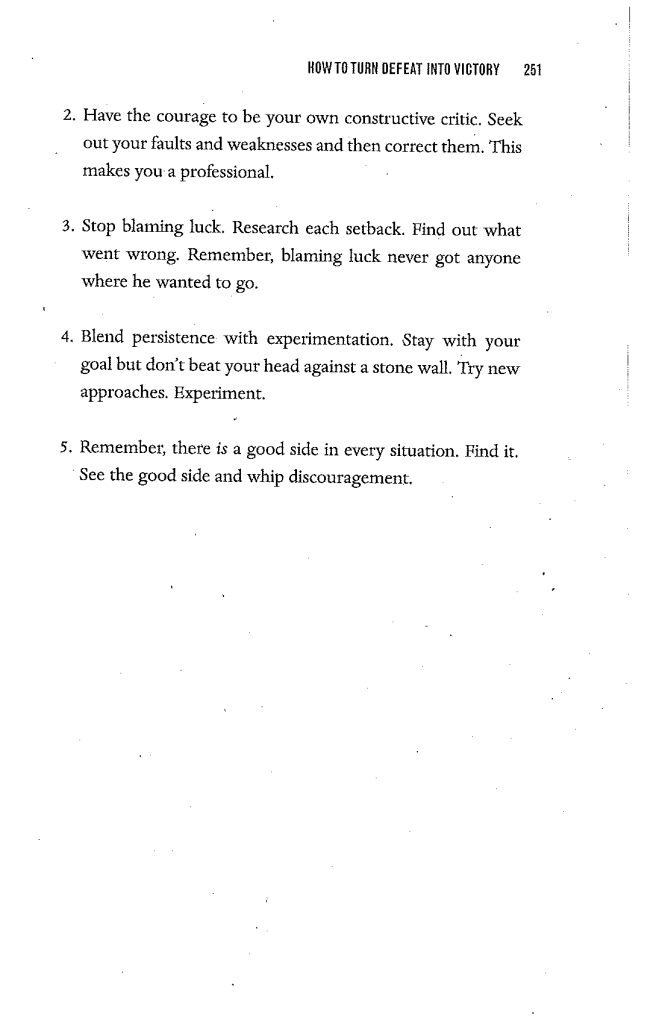 HOW TO TURN DEFEAT INTO VICTORY 251
2. Have the courage to be your own constructive critic. Seek
out your faults and weaknesses and then correct them. This
makes you a professional.
3. Stop blaming luck. Research each setback. Find out what
went wrong. Remember, blaming luck never got anyone
where he wanted to go.
4. Blend persistence with experimentation. Stay with your
goal but don't beat your head against a stone wall. Try new
approaches. Experiment.
5. Remember, there is a good side in every situation. Find it.
See the good side and whip discouragement.